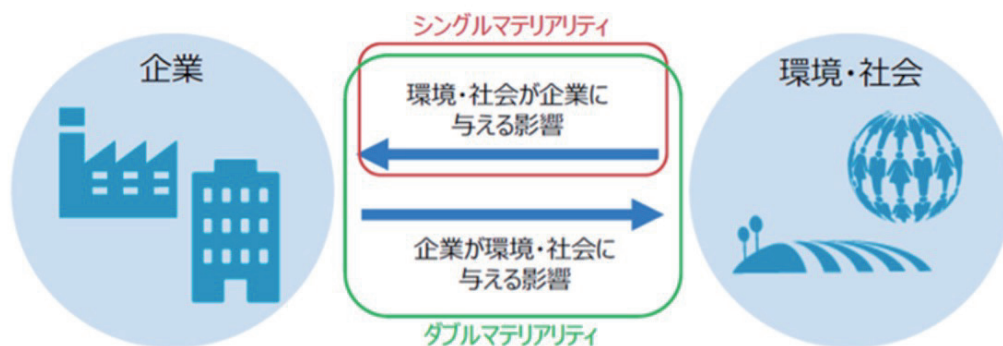 シングルマテリアリティ
企業
環境・社会が企業に
与える影響
環境・社会
企業が環境・社会に
与える影響
ダブルマテリアリティ